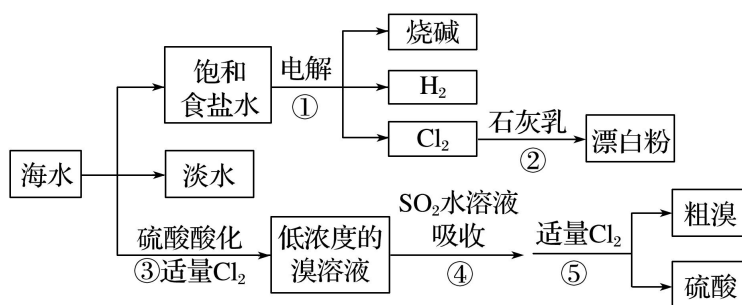 烧碱
饱和
食盐水
电解
①
H₂
Cl₂
石灰乳
②
漂白粉
海水
淡水
硫酸酸化
③适量Cl₂
低浓度的
溴溶液
SO₂水溶液
吸收
④
适量Cl₂
⑤
粗溴
硫酸